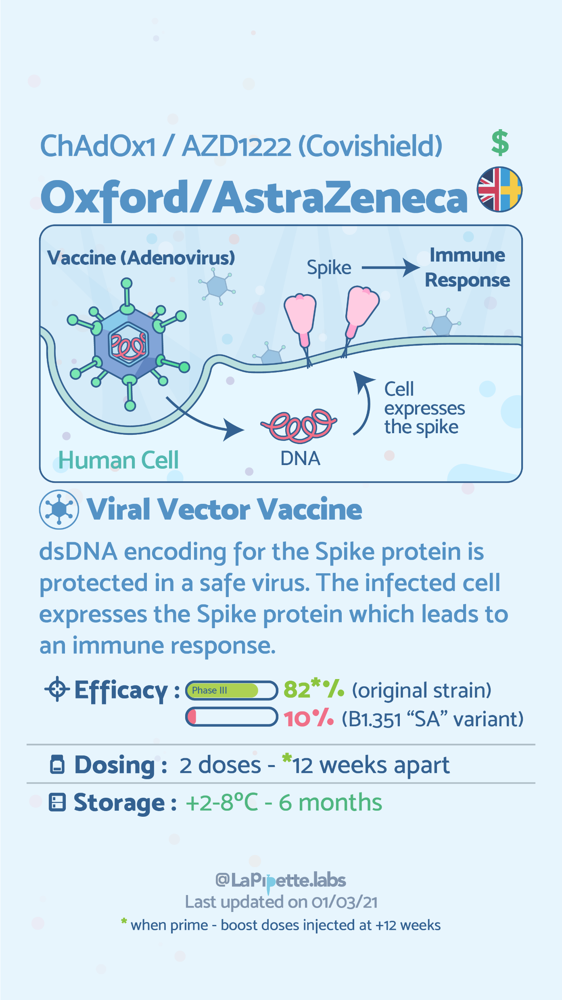 ChAdOx1 / AZD1222 (Covishield) $
Oxford/AstraZeneca
Vaccine (Adenovirus)
Spike
Immune
Response
Cell
expresses
the spike
DNA
Human Cell
Viral Vector Vaccine
dsDNA encoding for the Spike protein is
protected in a safe virus. The infected cell
expresses the Spike protein which leads to
an immune response.
Efficacy : Phase III 82*% (original strain)
10% (B1.351 “SA” variant)
Dosing : 2 doses - *12 weeks apart
Storage : +2-8°C - 6 months
@LaPipette.labs
Last updated on 01/03/21
* when prime - boost doses injected at +12 weeks